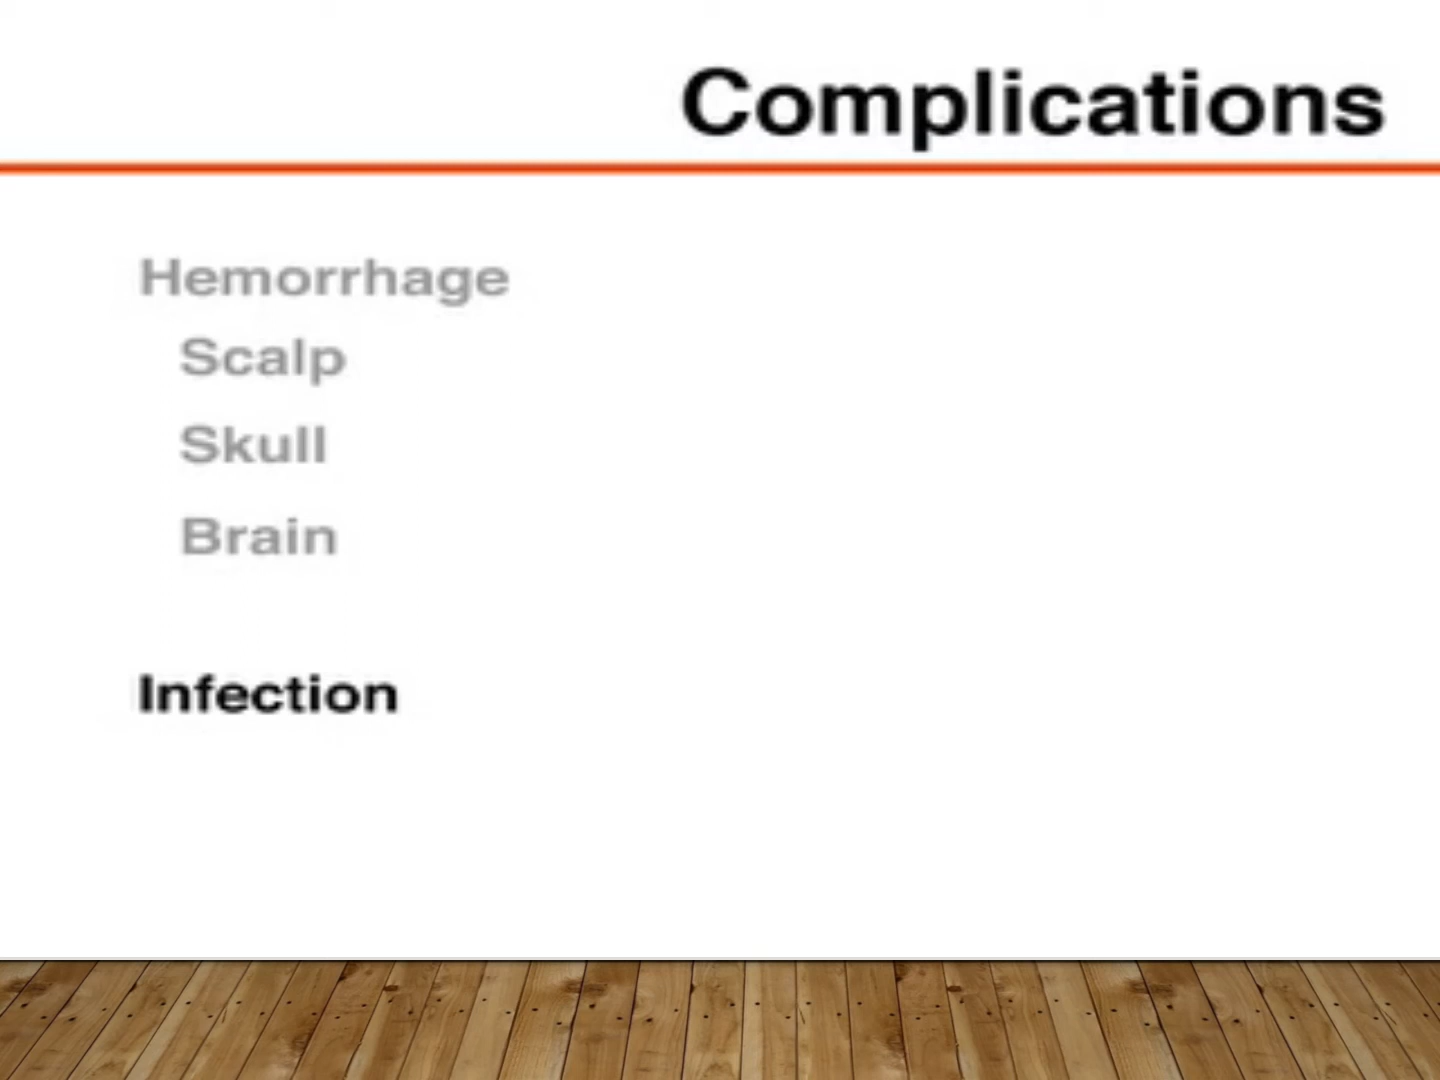 Complications
Hemorrhage
Scalp
Skull
Brain
Infection